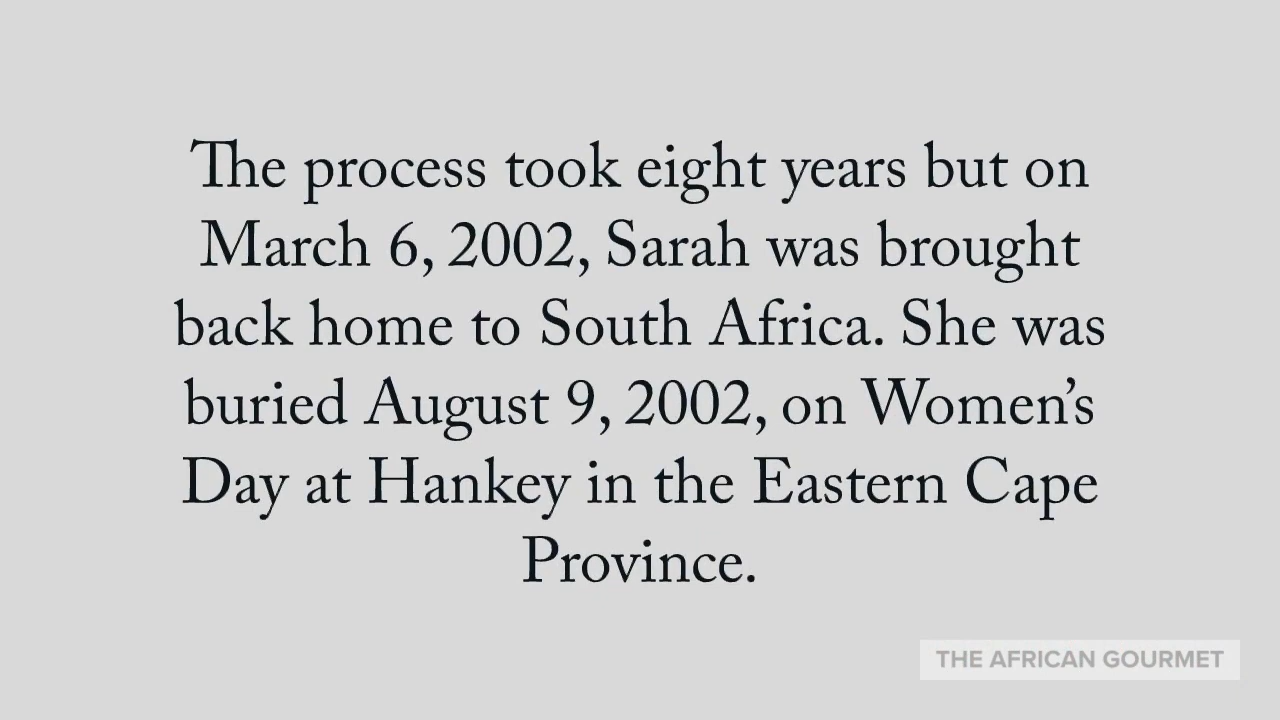 The process took eight years but on
March 6, 2002, Sarah was brought
back home to South Africa. She was
buried August 9, 2002, on Women’s
Day at Hankey in the Eastern Cape
Province.
THE AFRICAN GOURMET